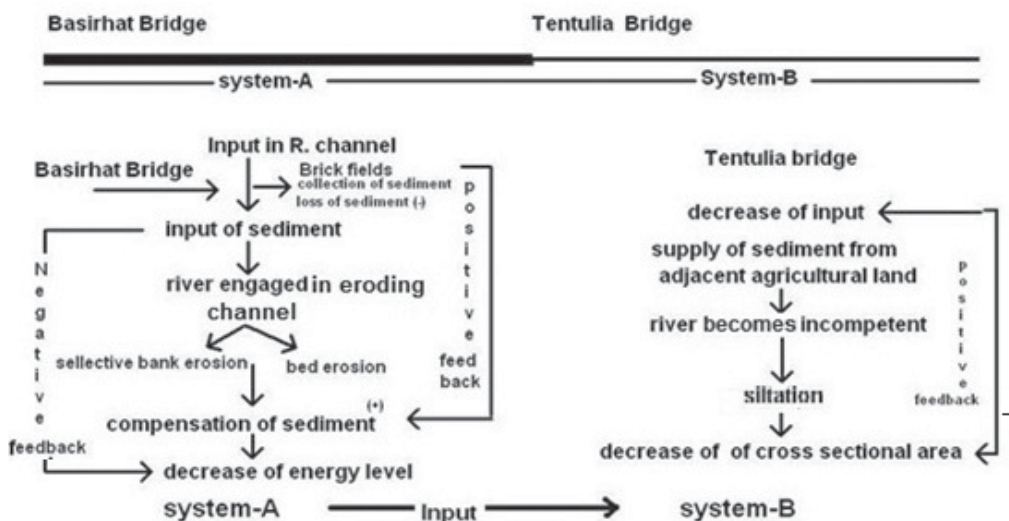 Basirhat Bridge
Tentulia Bridge
system-A
System-B
Input in R. channel
Basirhat Bridge
Brick fields
collection of sediment
loss of sediment (-)
input of sediment
river engaged in eroding
channel
sellective bank erosion
bed erosion
(+)
compensation of sediment
decrease of energy level
Negative
feedback
positive
feed
back
Tentulia bridge
decrease of input
supply of sediment from
adjacent agricultural land
river becomes incompetent
siltation
decrease of of cross sectional area
positive
feedback
system-A
Input
system-B